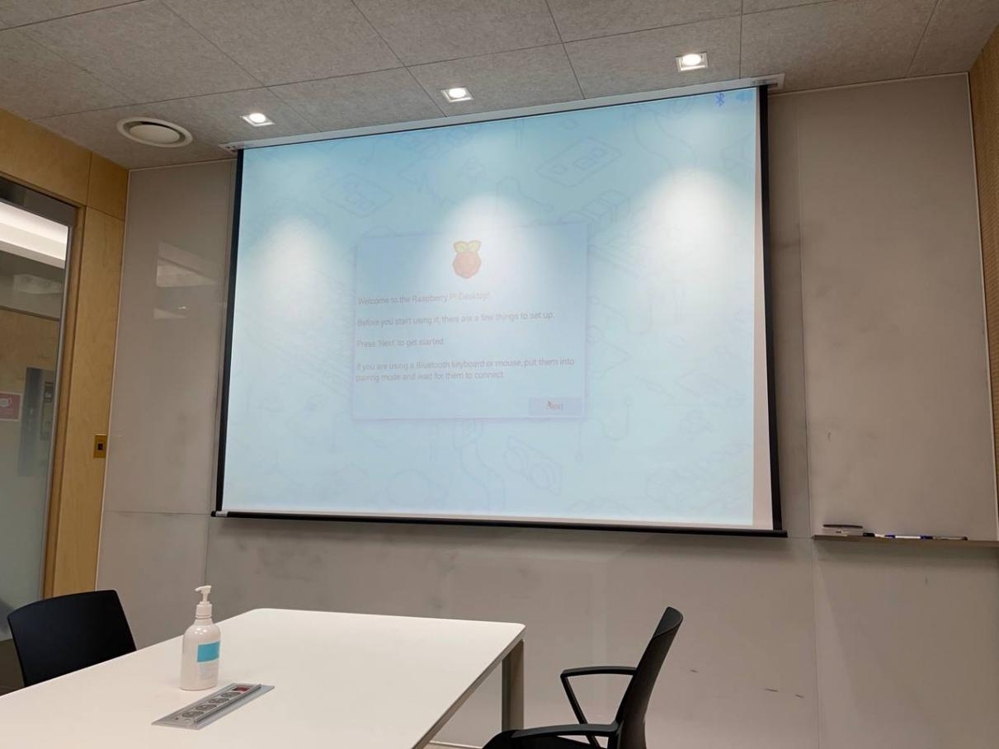 Welcome to the Raspberry Pi Desktop!
Before you start using it, there are a few things to set up.
Press 'Next' to get started.
If you are using a Bluetooth keyboard or mouse, put them into
pairing mode and wait for them to connect.
Next